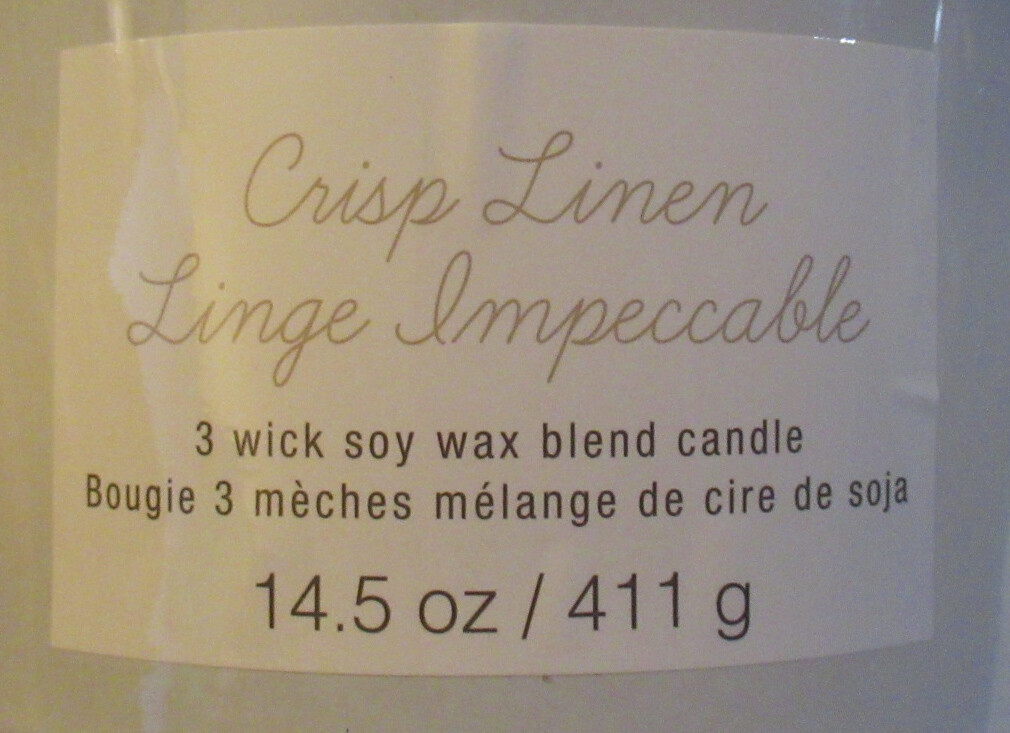 Crisp Linen
Linge Impeccable
3 wick soy wax blend candle
Bougie 3 mèches mélange de cire de soja
14.5 oz / 411 g